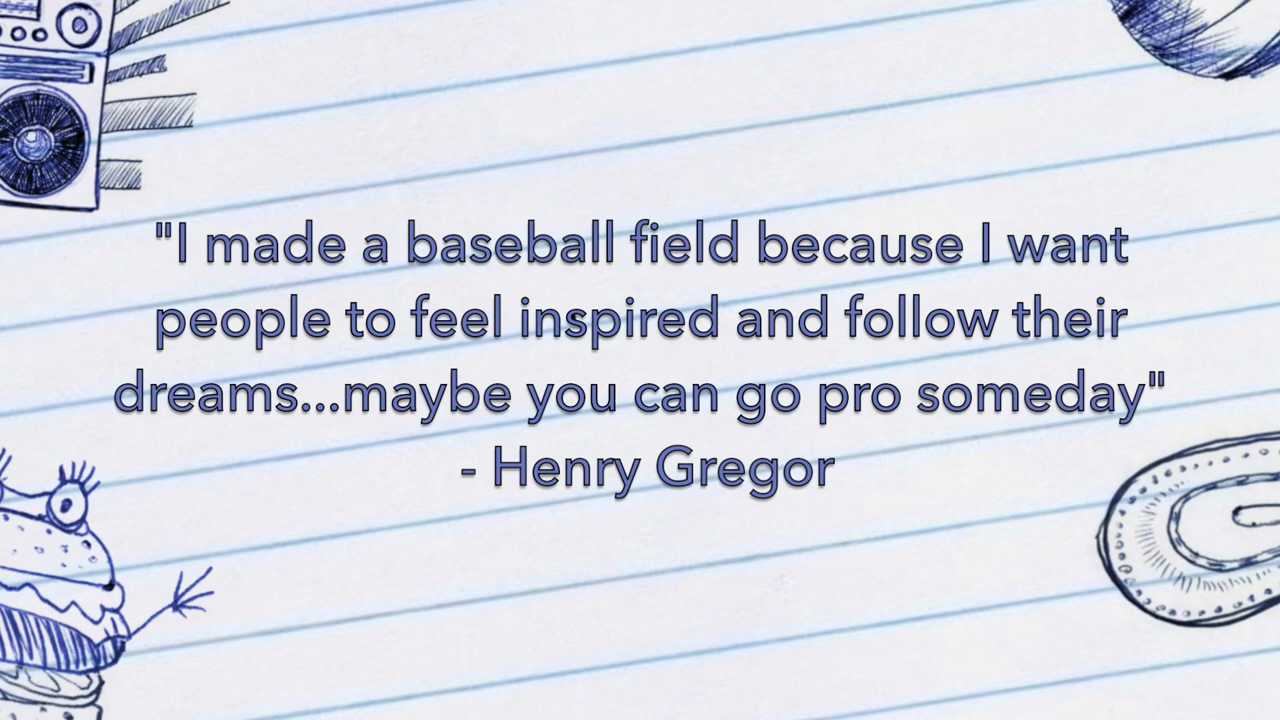 "I made a baseball field because I want
people to feel inspired and follow their
dreams...maybe you can go pro someday"
- Henry Gregor